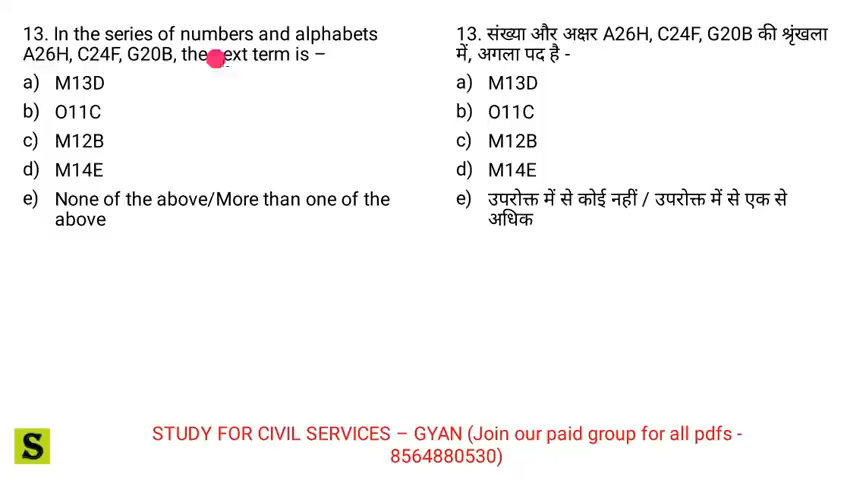 13. In the series of numbers and alphabets
A26H, C24F, G20B, the next term is –
a) M13D
b) O11C
c) M12B
d) M14E
e) None of the above/More than one of the
above
13. संख्या और अक्षर A26H, C24F, G20B की श्रृंखला
में, अगला पद है -
a) M13D
b) O11C
c) M12B
d) M14E
e) उपरोक्त में से कोई नहीं / उपरोक्त में से एक से
अधिक
S
STUDY FOR CIVIL SERVICES – GYAN (Join our paid group for all pdfs -
8564880530)